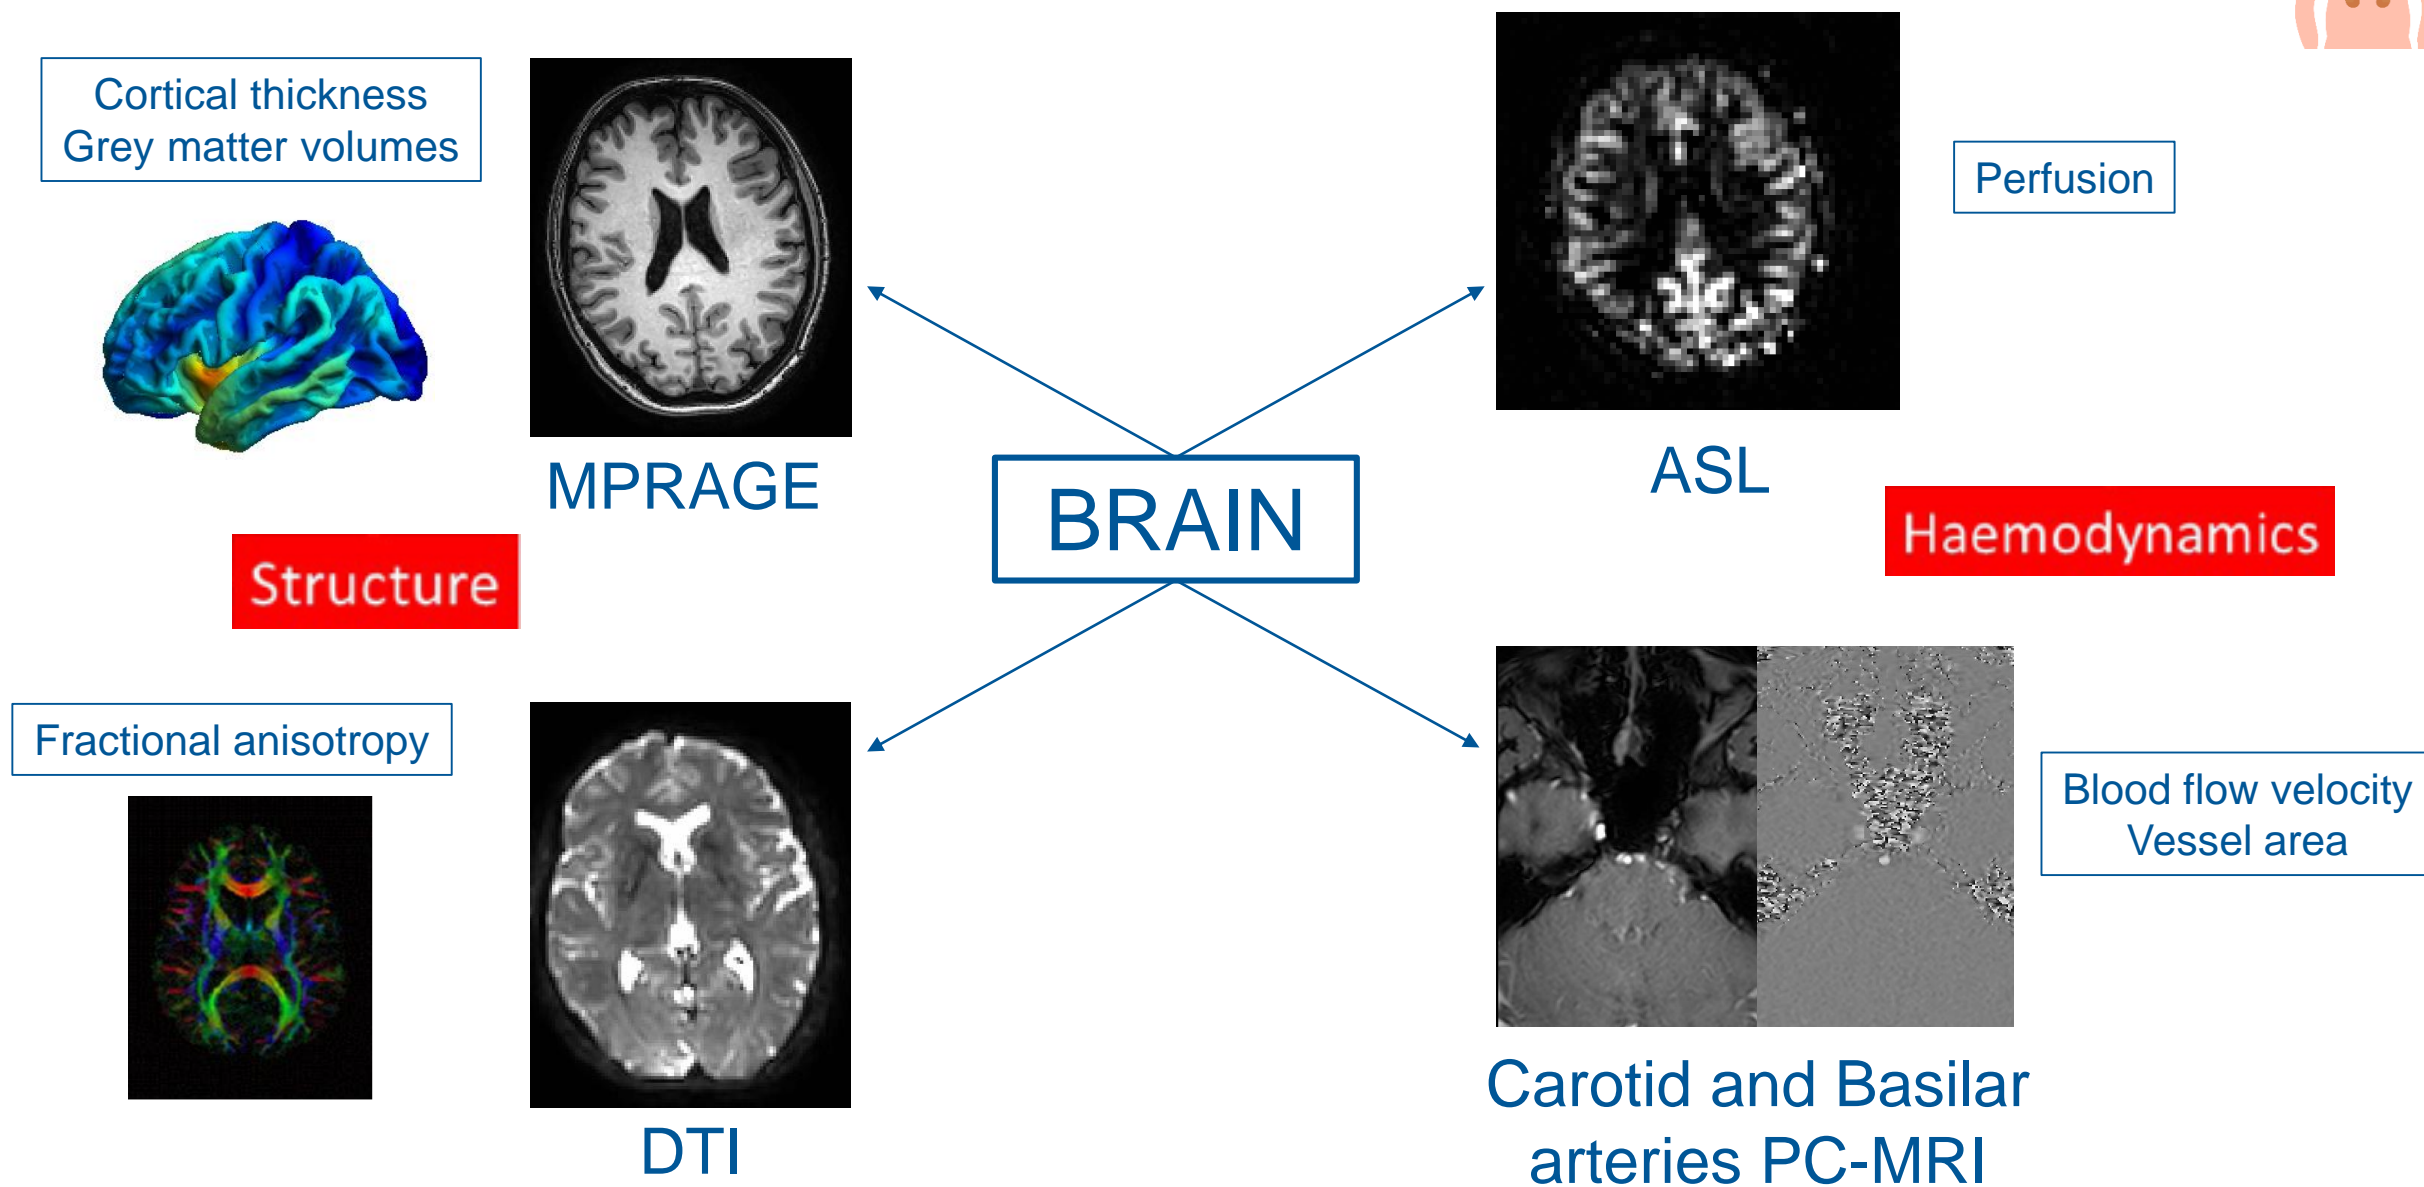 Cortical thickness
Grey matter volumes
MPRAGE
Structure
Fractional anisotropy
DTI
BRAIN
ASL
Perfusion
Haemodynamics
Blood flow velocity
Vessel area
Carotid and Basilar
arteries PC-MRI